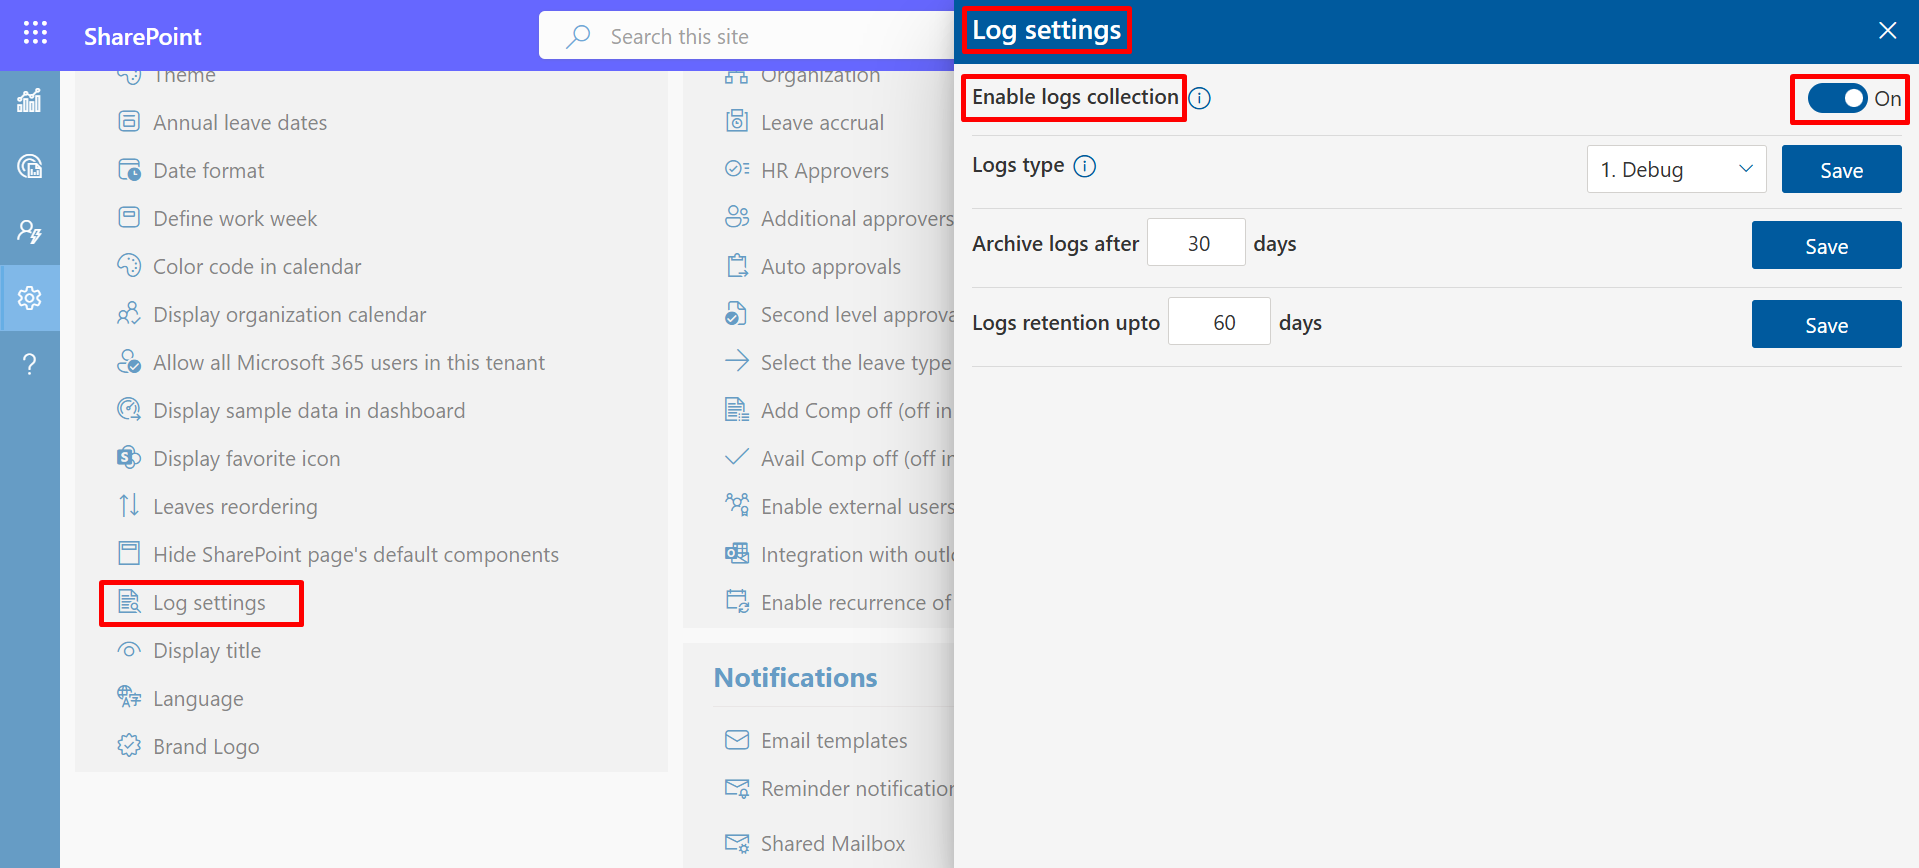 SharePoint
Search this site
Theme
Annual leave dates
Date format
Define work week
Color code in calendar
Display organization calendar
Allow all Microsoft 365 users in this tenant
Display sample data in dashboard
Display favorite icon
Leaves reordering
Hide SharePoint page's default components
Log settings
Display title
Language
Brand Logo
Organization
Leave accrual
HR Approvers
Additional approvers
Auto approvals
Second level approva
Select the leave type
Add Comp off (off in
Avail Comp off (off in
Enable external users
Integration with outlo
Enable recurrence of
Notifications
Email templates
Reminder notification
Shared Mailbox
Log settings
Enable logs collection
On
Logs type
1. Debug
Save
Archive logs after 30 days
Save
Logs retention upto 60 days
Save